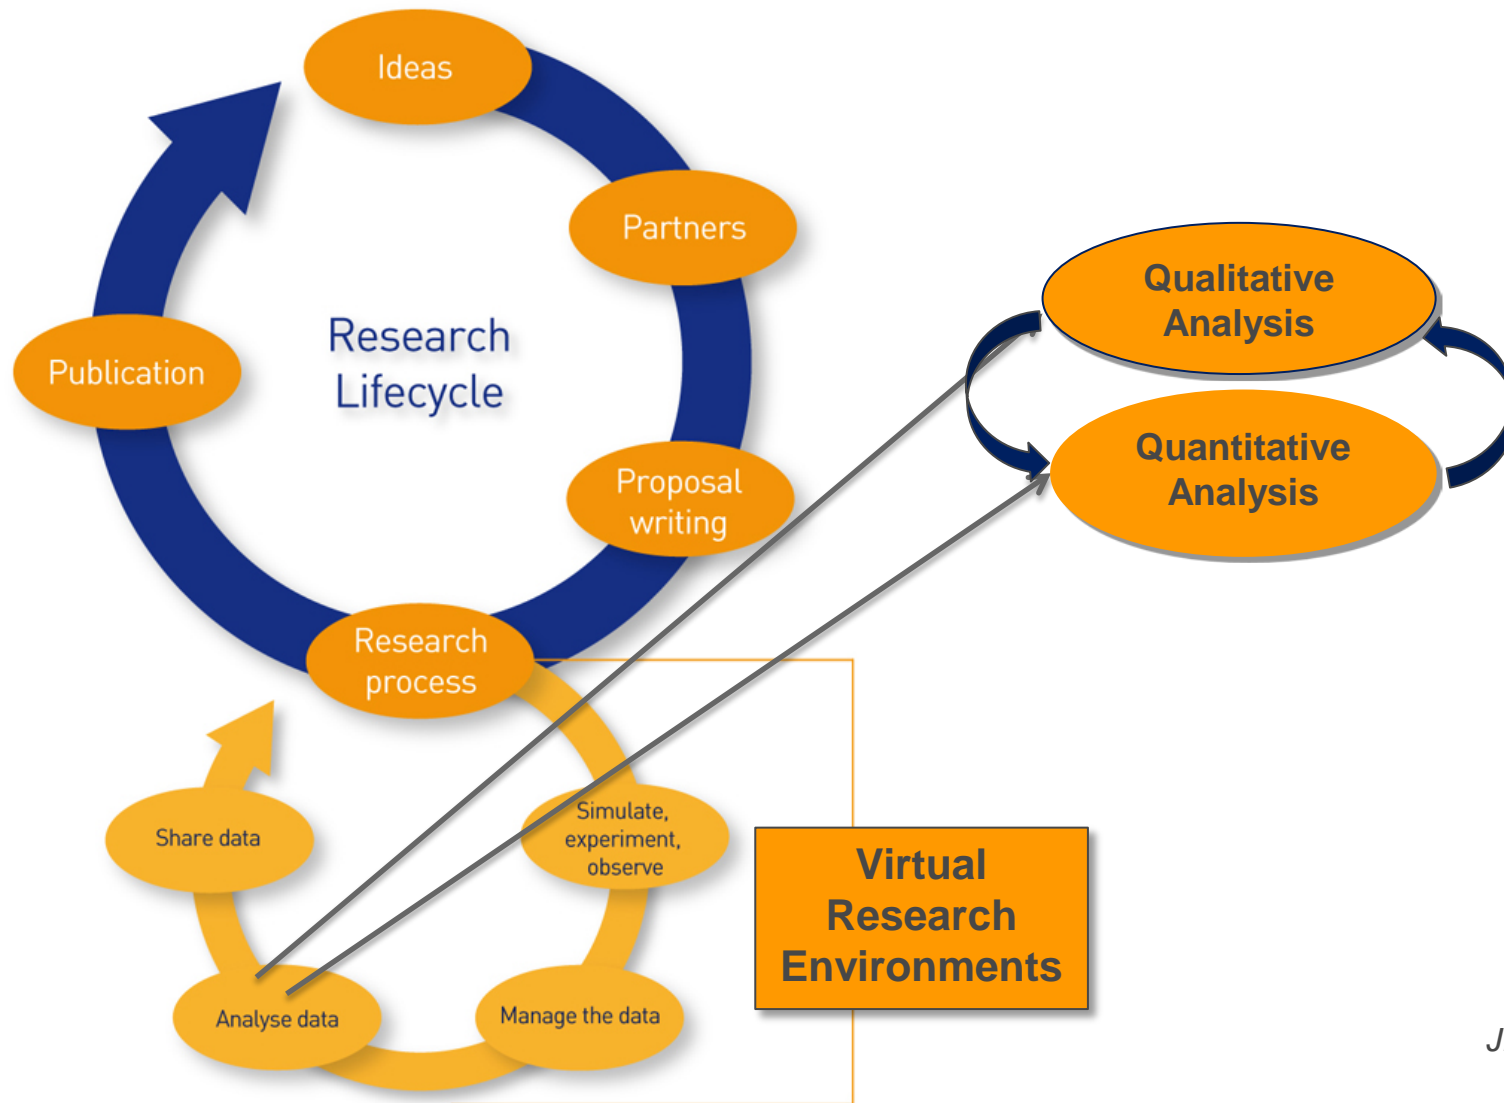 Ideas
Partners
Research
Lifecycle
Publication
Proposal
writing
Research
process
Qualitative
Analysis
Quantitative
Analysis
Simulate,
experiment,
observe
Share data
Manage the data
Analyse data
Virtual
Research
Environments
J